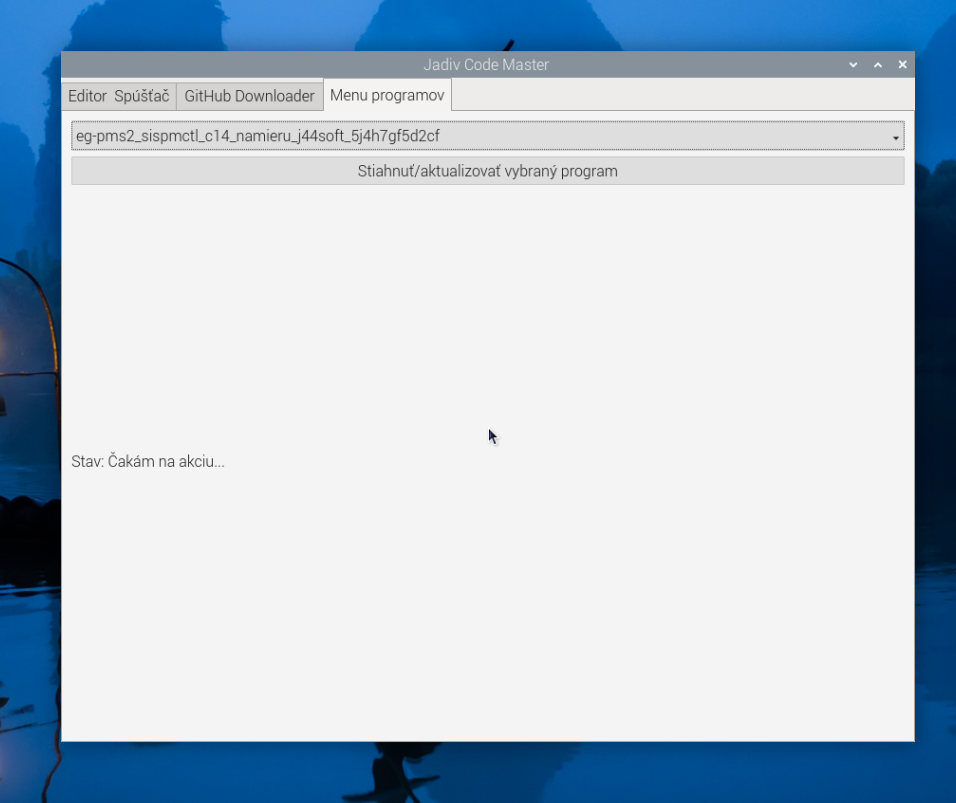 Jadiv Code Master
Editor Spúšťač GitHub Downloader Menu programov
eg-pms2_sispmctl_c14_namieru_j44soft_5j4h7gf5d2cf
Stiahnuť/aktualizovať vybraný program
Stav: Čakám na akciu...